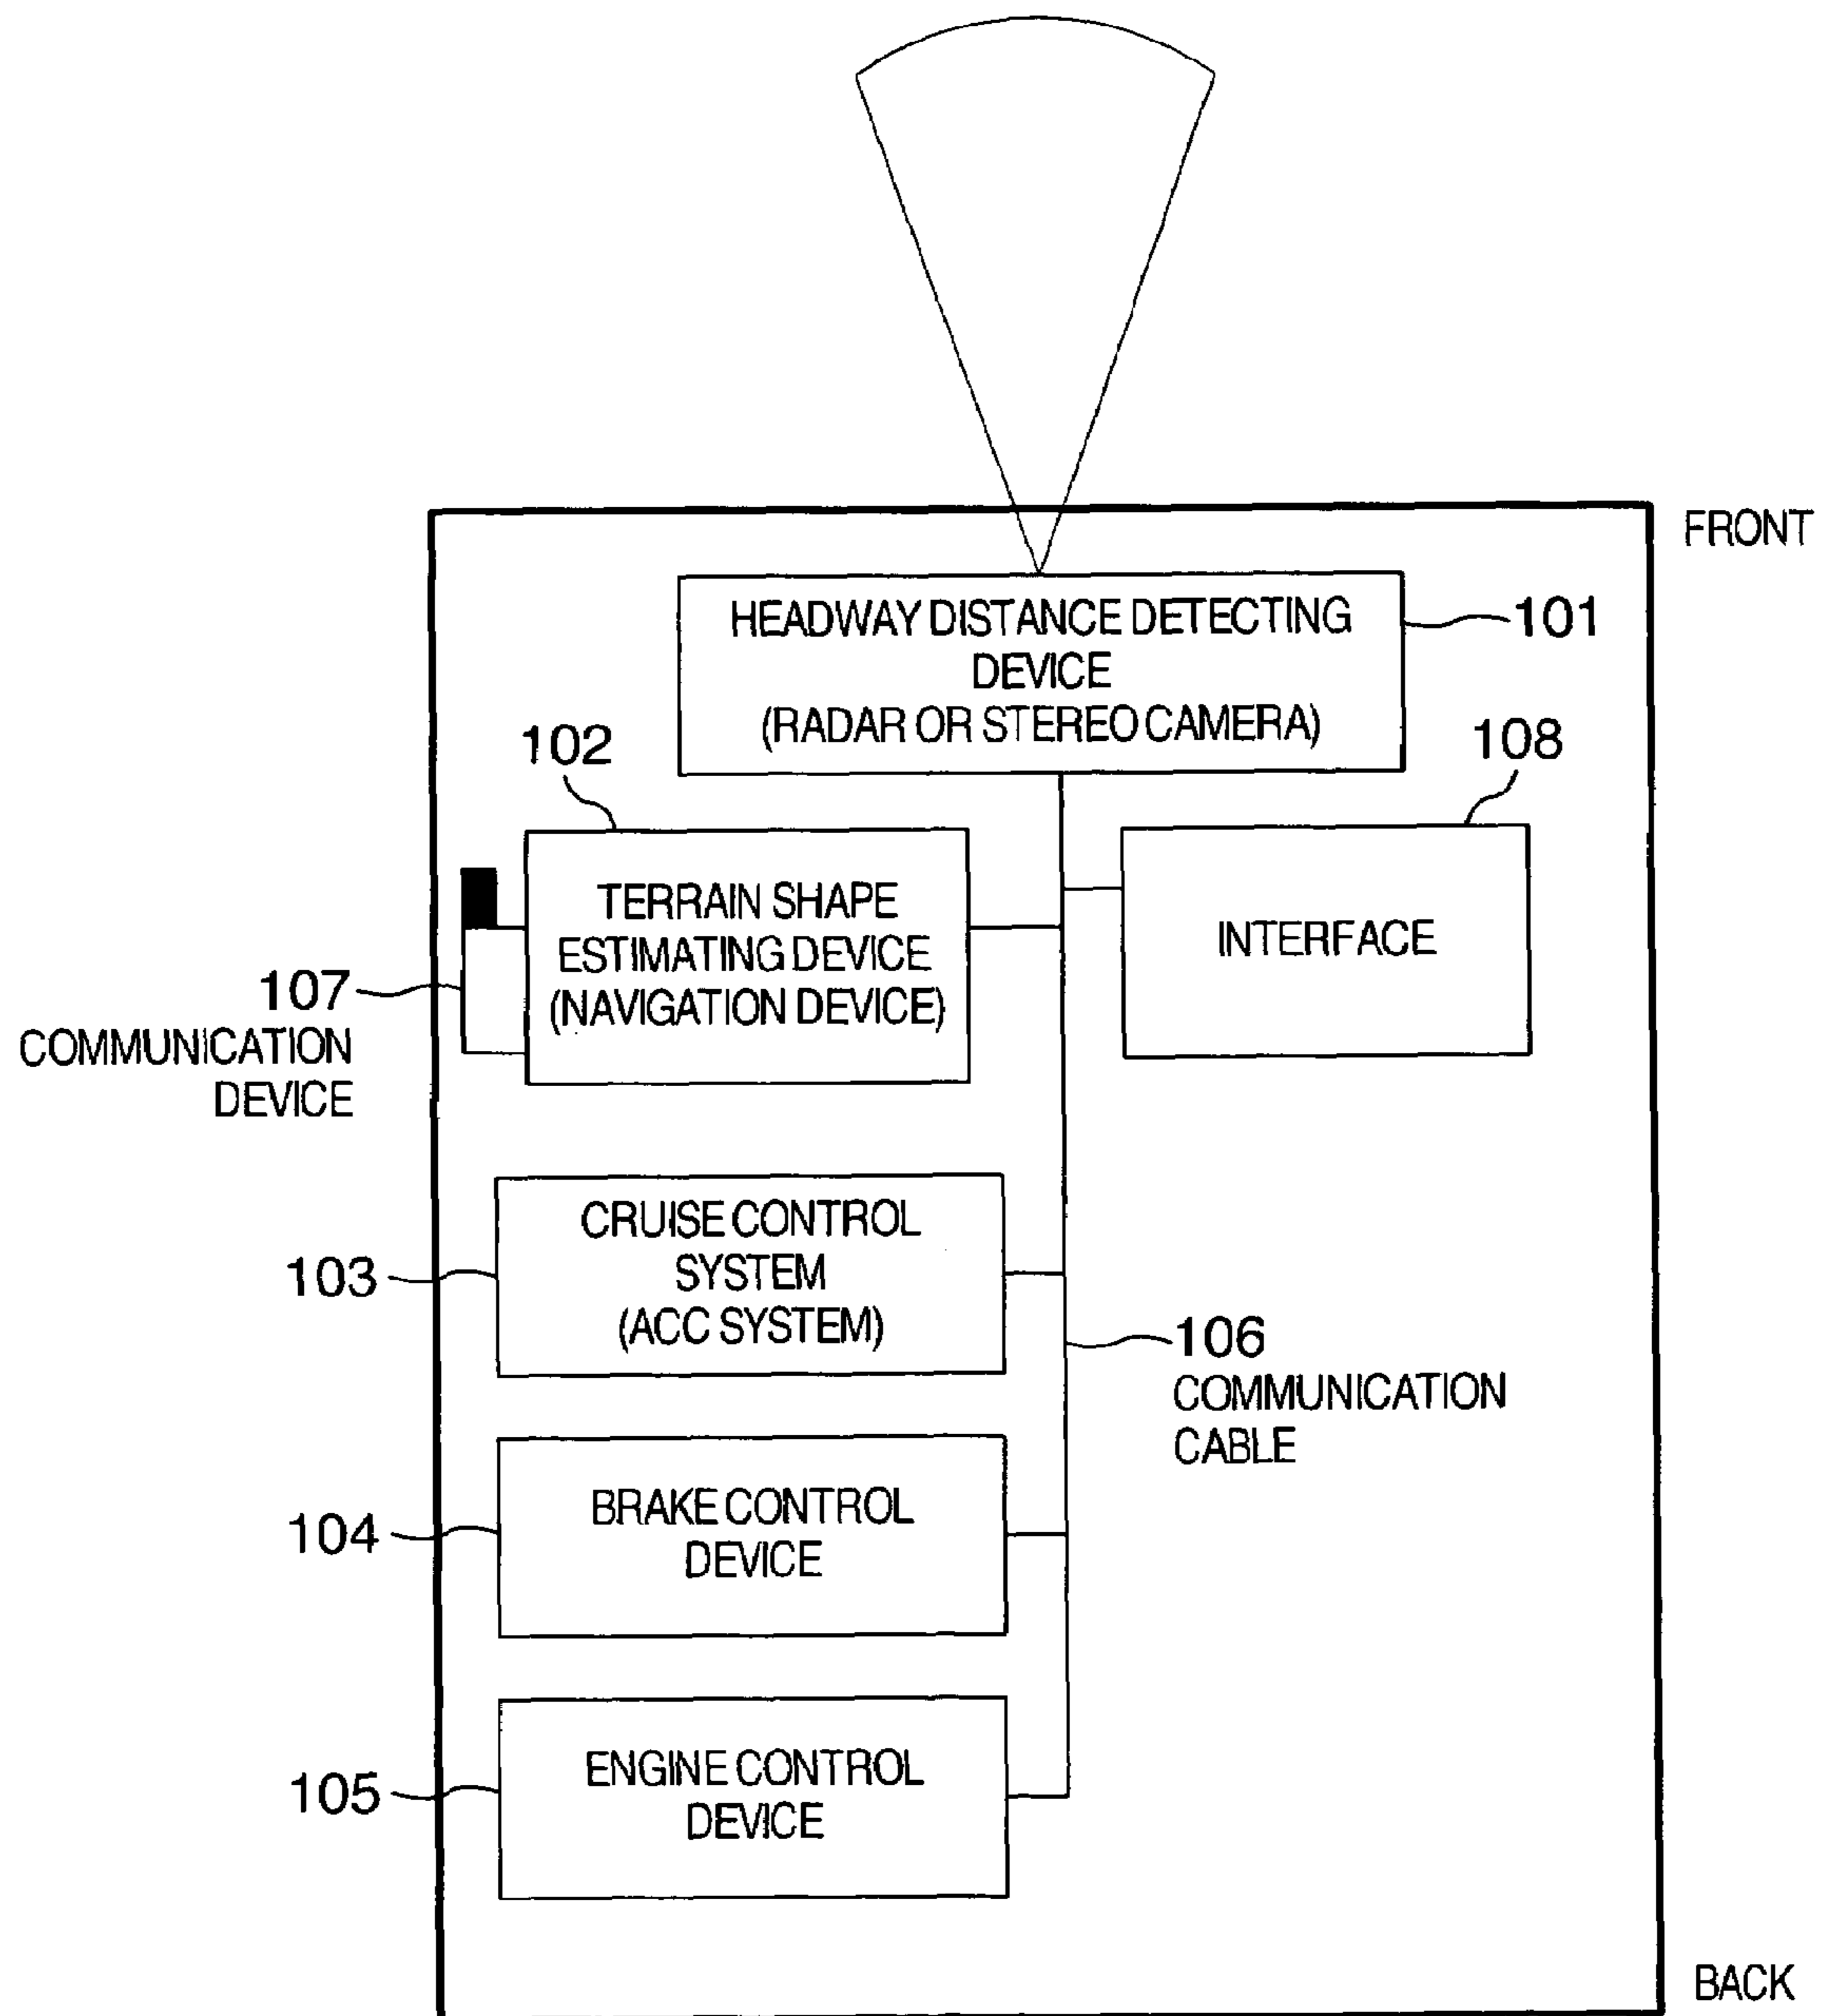 FRONT
HEADWAY DISTANCE DETECTING
DEVICE
(RADAR OR STEREO CAMERA)
101
102
108
TERRAIN SHAPE
ESTIMATING DEVICE
(NAVIGATION DEVICE)
INTERFACE
107
COMMUNICATION
DEVICE
CRUISE CONTROL
SYSTEM
(ACC SYSTEM)
103
106
COMMUNICATION
CABLE
BRAKE CONTROL
DEVICE
104
ENGINE CONTROL
DEVICE
105
BACK